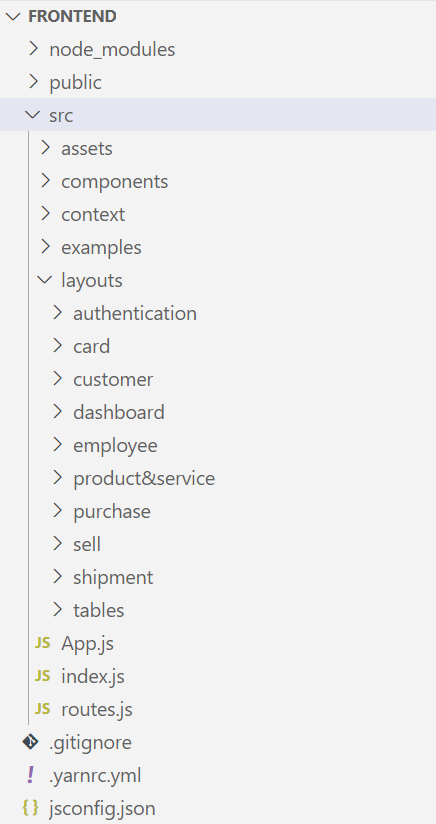 FRONTEND
node_modules
public
src
assets
components
context
examples
layouts
authentication
card
customer
dashboard
employee
product&service
purchase
sell
shipment
tables
JS App.js
JS index.js
JS routes.js
.gitignore
! .yarnrc.yml
{} jsconfig.json